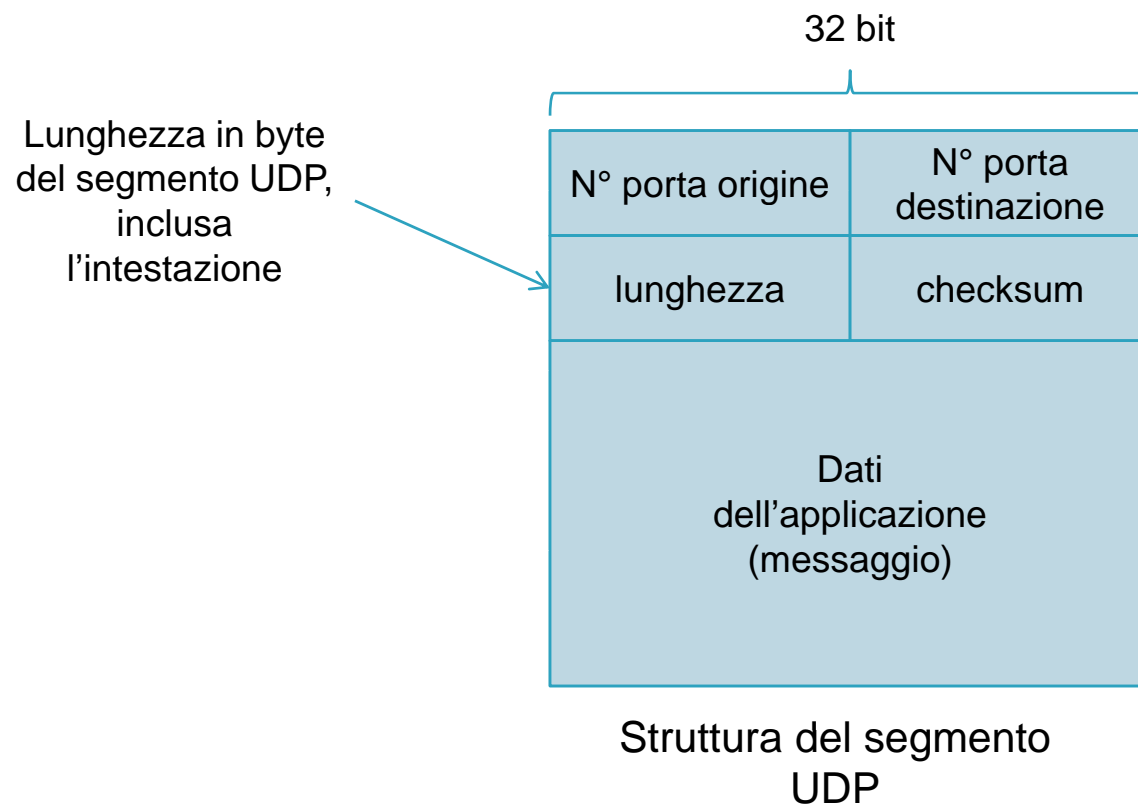 32 bit
Lunghezza in byte
del segmento UDP,
inclusa
l’intestazione
N° porta origine
N° porta
destinazione
lunghezza
checksum
Dati
dell’applicazione
(messaggio)
Struttura del segmento
UDP